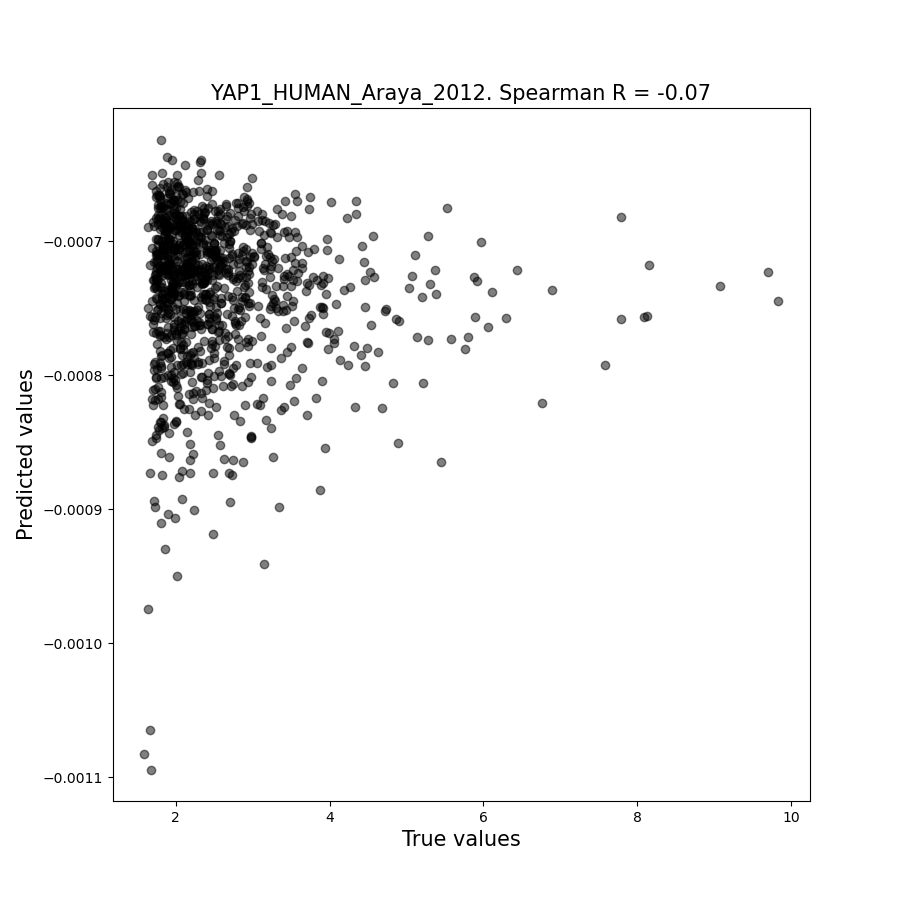 YAP1_HUMAN_Araya_2012. Spearman R = -0.07
Predicted values
−0.0007
−0.0008
−0.0009
−0.0010
−0.0011
2 4 6 8 10
True values